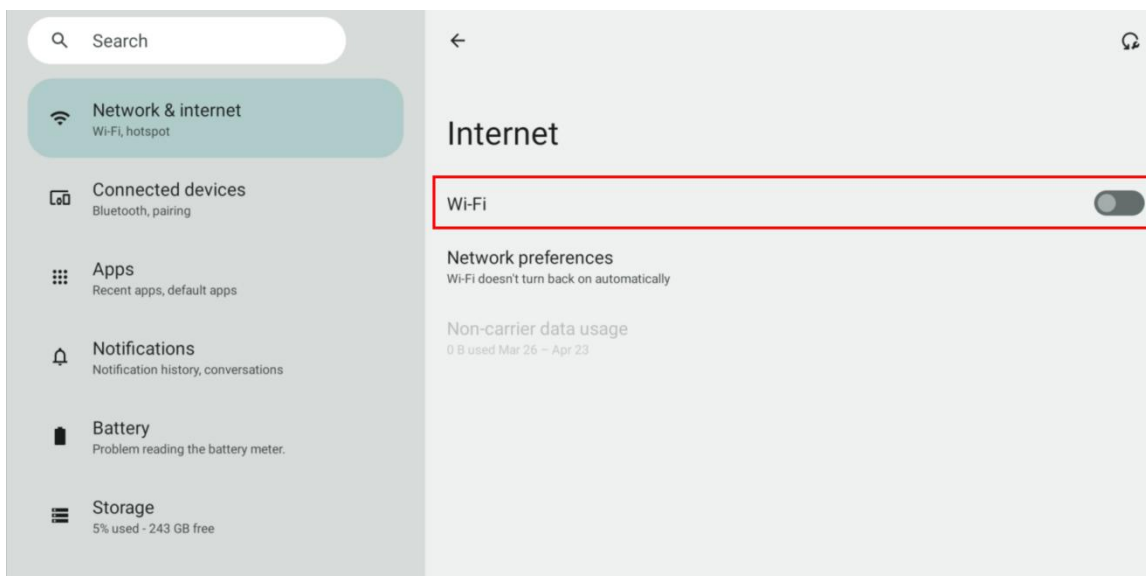 Search
Network & internet
Wi-Fi, hotspot
Connected devices
Bluetooth, pairing
Apps
Recent apps, default apps
Notifications
Notification history, conversations
Battery
Problem reading the battery meter.
Storage
5% used - 243 GB free
Internet
Wi-Fi
Network preferences
Wi-Fi doesn't turn back on automatically
Non-carrier data usage
0 B used Mar 26 – Apr 23